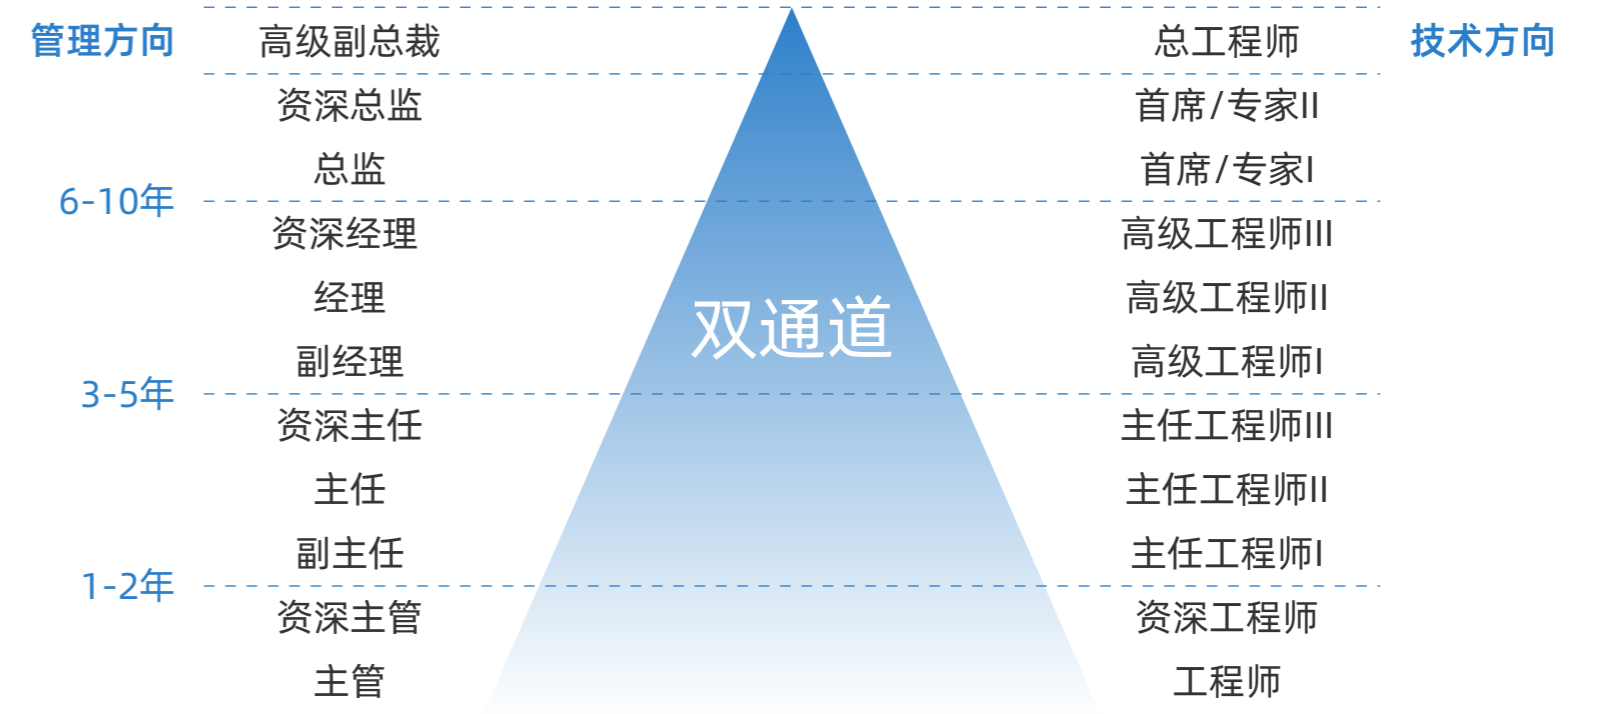 管理方向 高级副总裁 总工程师 技术方向
资深总监 首席/专家II
总监 首席/专家I
6-10年
资深经理 高级工程师III
经理 高级工程师II
双通道
副经理 高级工程师I
3-5年
资深主任 主任工程师III
主任 主任工程师II
副主任 主任工程师I
1-2年
资深主管 资深工程师
主管 工程师